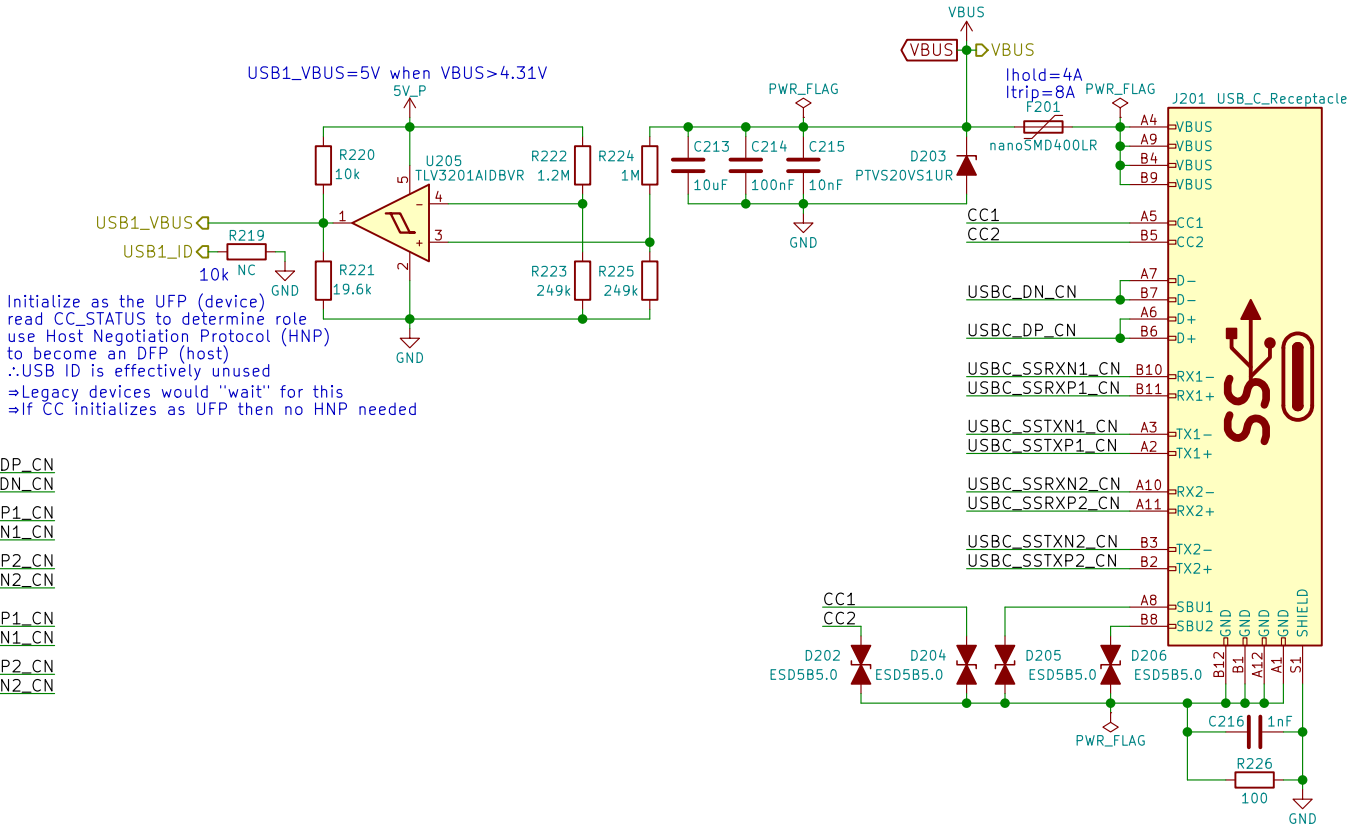 VBUS
VBUS
VBUS
USB1_VBUS=5V when VBUS>4.31V
5V_P
Ihold=4A
Itrip=8A
F201
nanoSMD400LR
PWR_FLAG
PWR_FLAG
J201 USB_C_Receptacle
R220
10k
U205
TLV3201AIDBVR
5
4
-
3
+
1
2
R222
1.2M
R224
1M
C213
10uF
C214
100nF
C215
10nF
D203
PTVS20VS1UR
GND
USB1_VBUS
USB1_ID
R219
10k
NC
GND
R221
19.6k
R223
249k
R225
249k
GND
Initialize as the UFP (device)
read CC_STATUS to determine role
use Host Negotiation Protocol (HNP)
to become an DFP (host)
∴USB ID is effectively unused
⇒Legacy devices would "wait" for this
⇒If CC initializes as UFP then no HNP needed
DP_CN
DN_CN
P1_CN
N1_CN
P2_CN
N2_CN
P1_CN
N1_CN
P2_CN
N2_CN
A4 VBUS
A9 VBUS
B4 VBUS
B9 VBUS
CC1 A5 CC1
CC2 B5 CC2
A7 D-
USBC_DN_CN B7 D-
A6 D+
USBC_DP_CN B6 D+
USBC_SSRXN1_CN B10 RX1-
USBC_SSRXP1_CN B11 RX1+
USBC_SSTXN1_CN A3 TX1-
USBC_SSTXP1_CN A2 TX1+
USBC_SSRXN2_CN A10 RX2-
USBC_SSRXP2_CN A11 RX2+
USBC_SSTXN2_CN B3 TX2-
USBC_SSTXP2_CN B2 TX2+
SS
CC1
CC2
A8 SBU1
B8 SBU2
GND
GND
GND
GND
SHIELD
B12
B1
A12
A1
S1
D202
ESD5B5.0
D204
ESD5B5.0
D205
ESD5B5.0
D206
ESD5B5.0
PWR_FLAG
C216
1nF
R226
100
GND